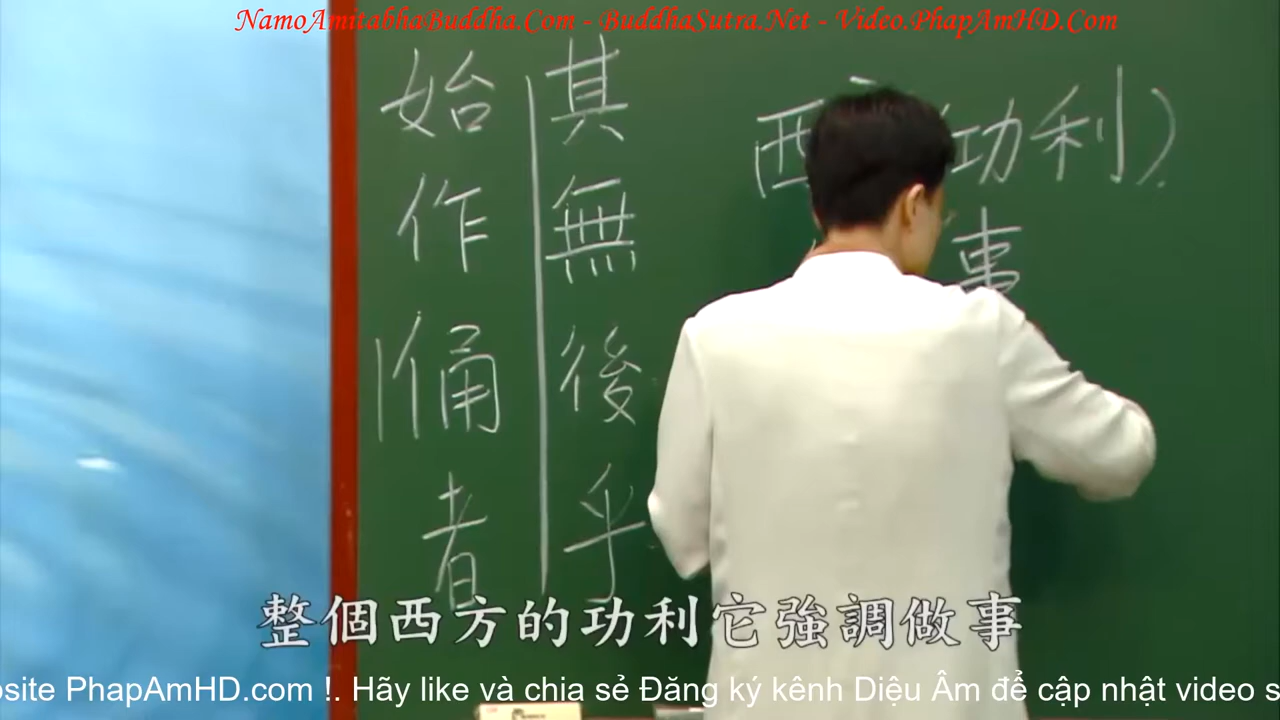 NamoAmitabhaBuddha.Com - BuddhaSutra.Net - Video.PhapAmHD.Com
始作俑者
其無後乎
西 功利)
事
整個西方的功利它強調做事
osite PhapAmHD.com !. Hãy like và chia sẻ Đăng ký kênh Diệu Âm để cập nhật video s